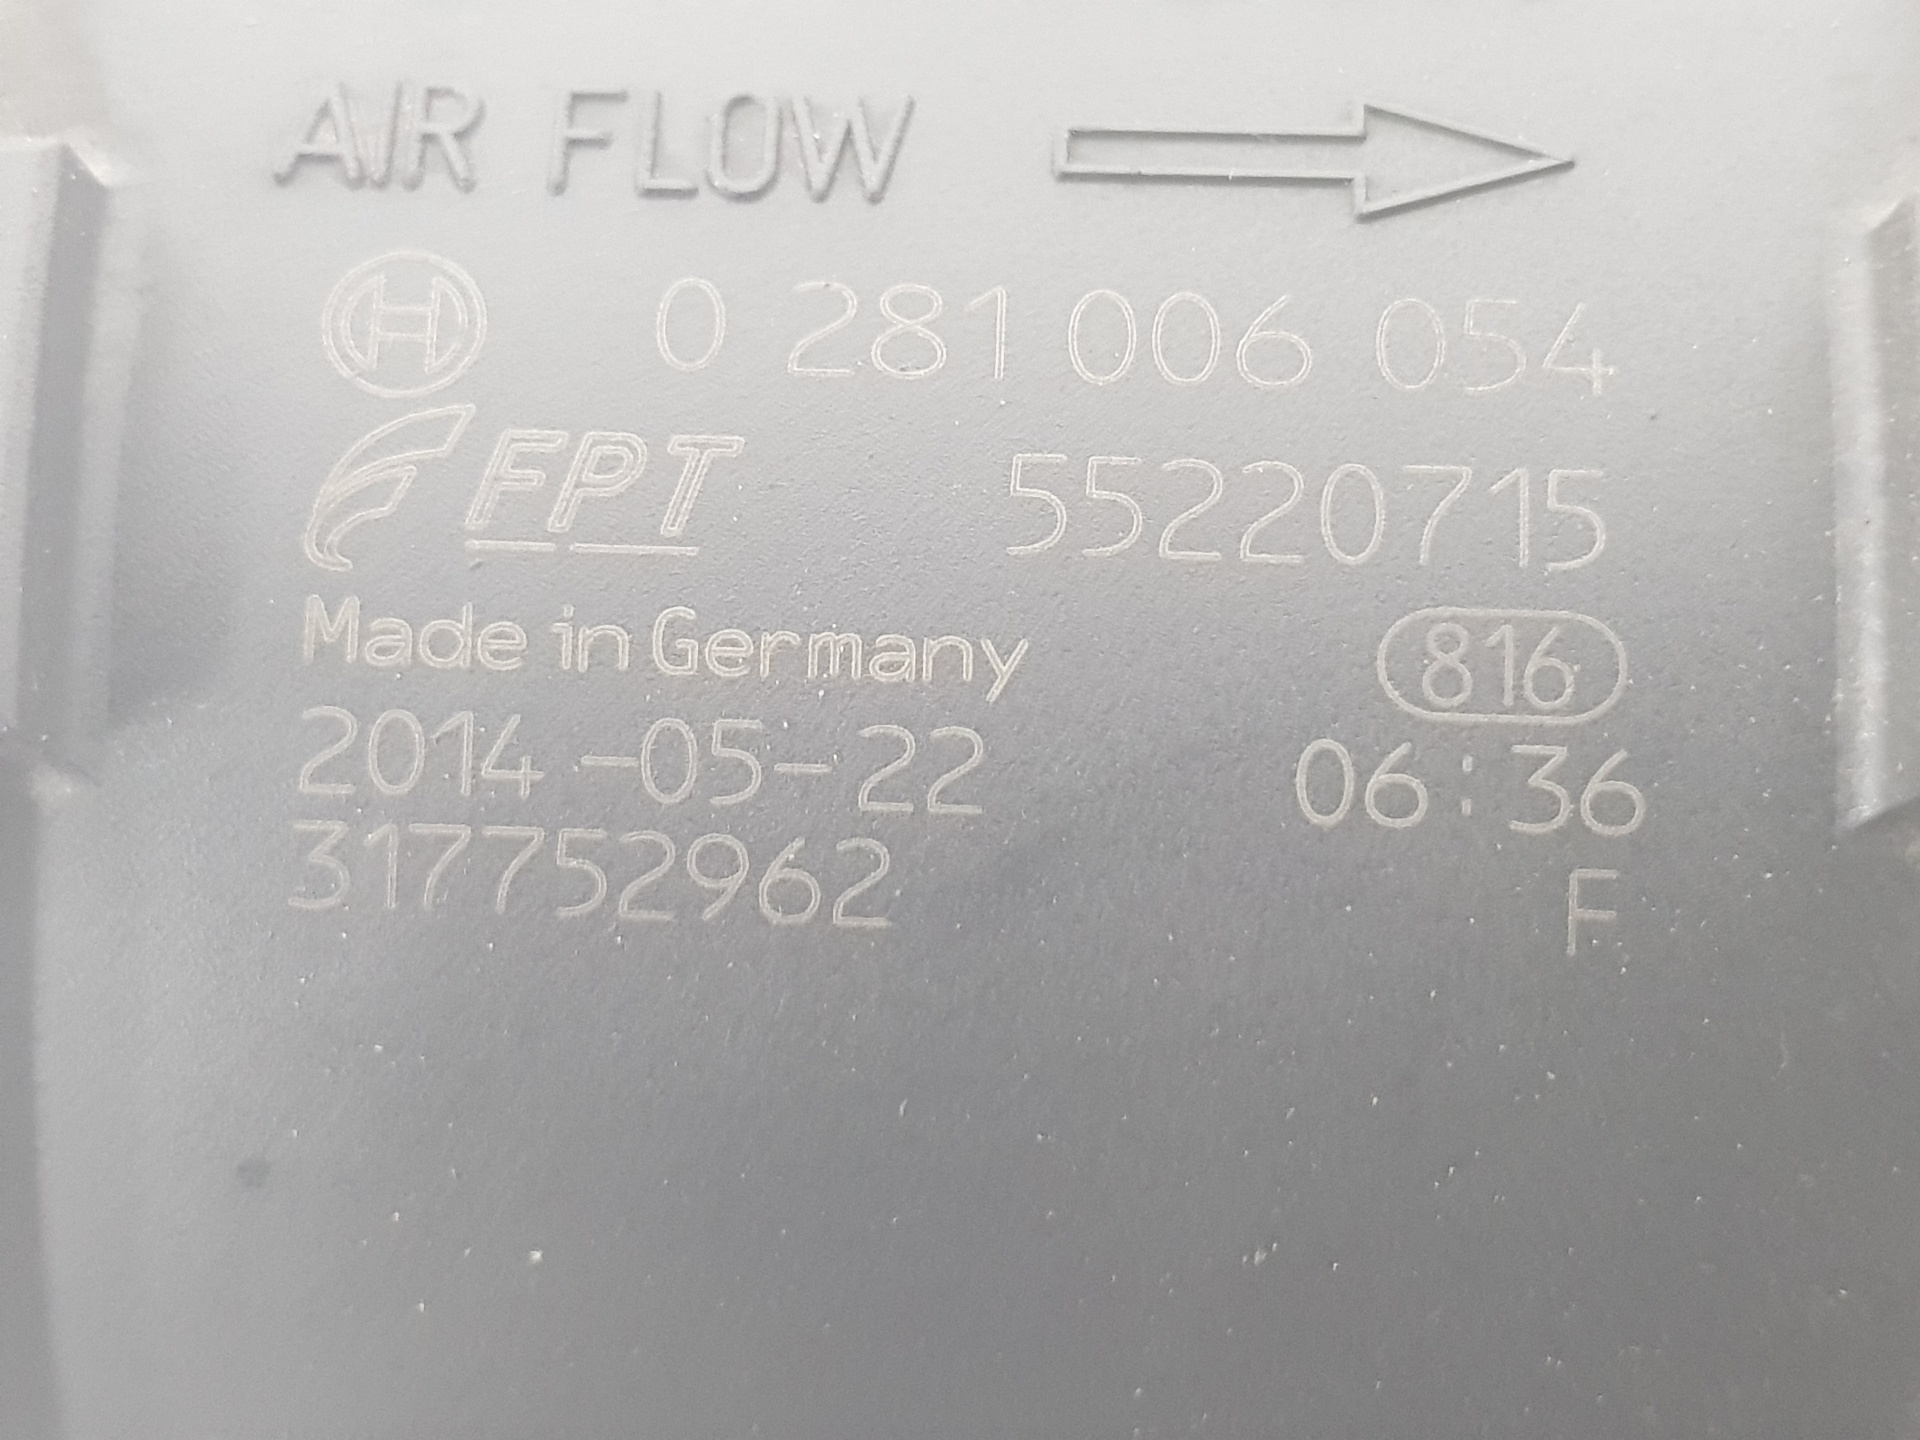 AIR FLOW
0 281 006 054
FPT 55220715
Made in Germany 816
2014-05-22 06:36
317752962 F